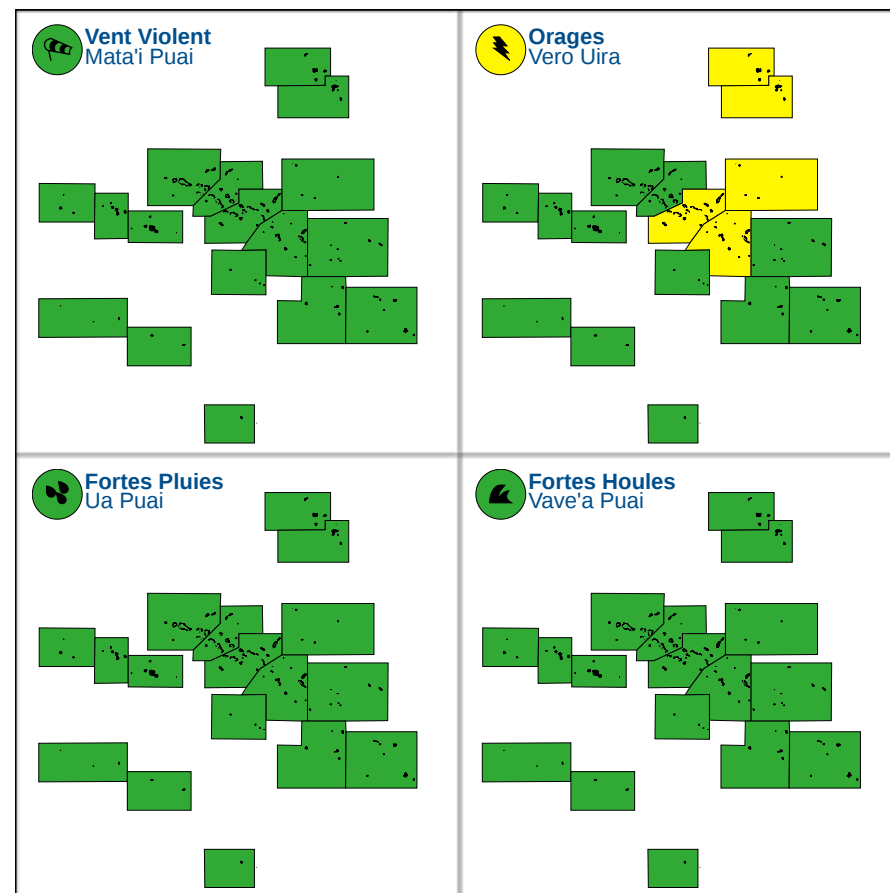 Vent Violent
Mata'i Puai
Orages
Vero Uira
Fortes Pluies
Ua Puai
Fortes Houles
Vave'a Puai